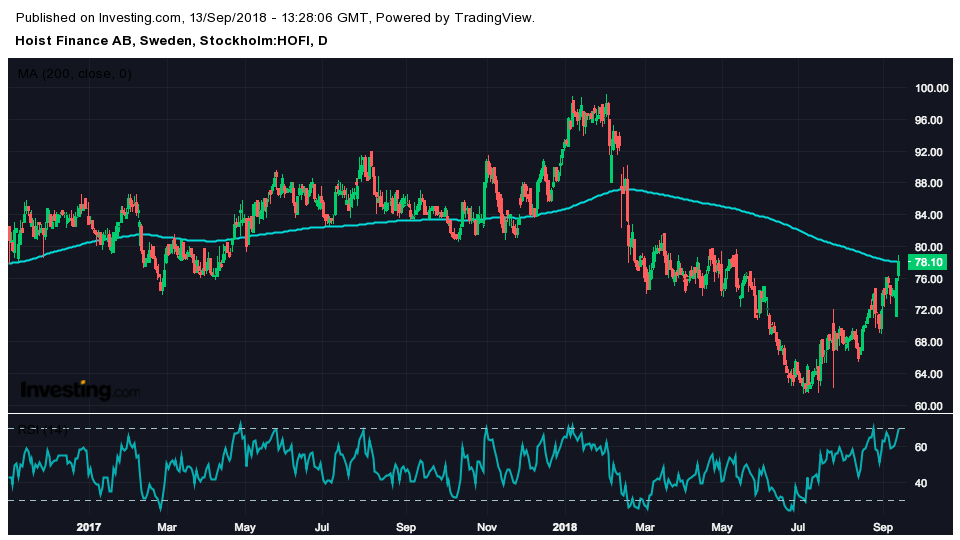 Published on Investing.com, 13/Sep/2018 - 13:28:06 GMT, Powered by TradingView.
Hoist Finance AB, Sweden, Stockholm:HOFI, D
MA (200, close, 0)
100.00
96.00
92.00
88.00
84.00
80.00
78.10
76.00
72.00
68.00
64.00
60.00
Investing.com
60
40
2017 Mar May Jul Sep Nov 2018 Mar May Jul Sep